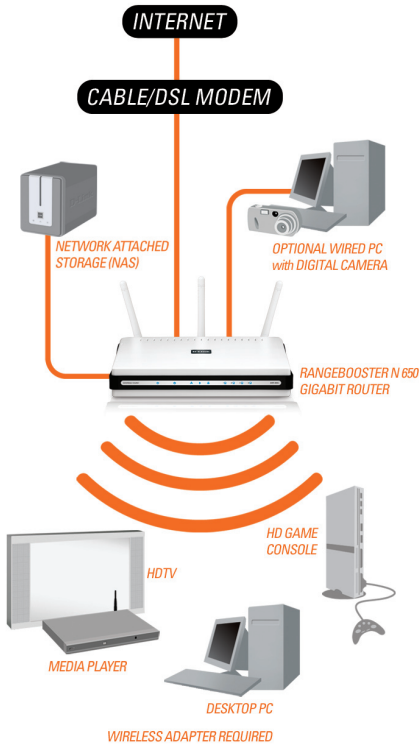 INTERNET
CABLE/DSL MODEM
NETWORK ATTACHED
STORAGE (NAS)
OPTIONAL WIRED PC
with DIGITAL CAMERA
RANGEBOOSTER N 650
GIGABIT ROUTER
HD GAME
CONSOLE
HDTV
MEDIA PLAYER
DESKTOP PC
WIRELESS ADAPTER REQUIRED